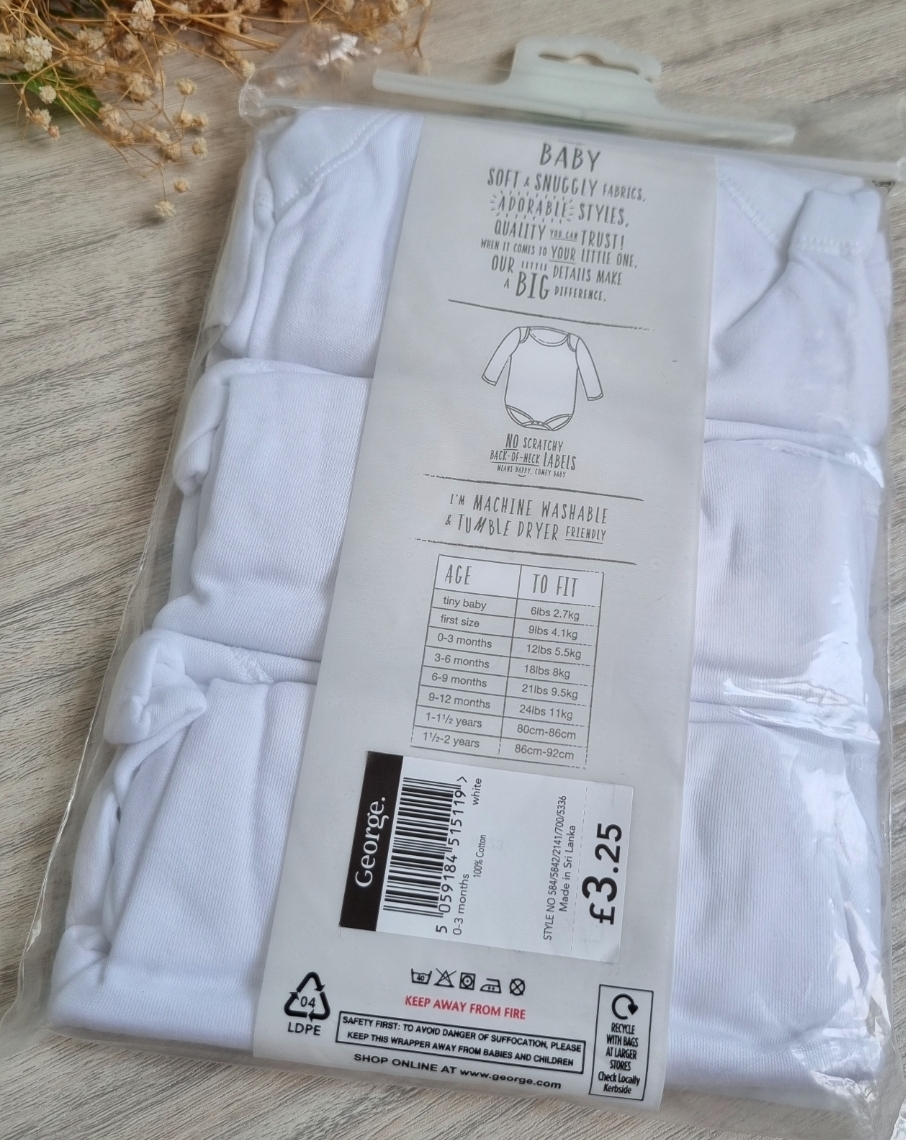 BABY
SOFT & SNUGGLY FABRICS,
ADORABLE STYLES,
QUALITY YOU CAN TRUST!
WHEN IT COMES TO YOUR LITTLE ONE,
OUR LITTLE DETAILS MAKE
A BIG DIFFERENCE.
NO SCRATCHY
BACK-OF-NECK LABELS
MEANS HAPPY, COMFY BABY
I'M MACHINE WASHABLE
& TUMBLE DRYER FRIENDLY
AGE TO FIT
tiny baby 6lbs 2.7kg
first size 9lbs 4.1kg
0-3 months 12lbs 5.5kg
3-6 months 18lbs 8kg
6-9 months 21lbs 9.5kg
9-12 months 24lbs 11kg
1-1½ years 80cm-86cm
1½-2 years 86cm-92cm
George.
5 059184 515119 >
0-3 months
100% Cotton
white
STYLE NO 584/5842/2141/700/5336
Made in Sri Lanka
£3.25
40
KEEP AWAY FROM FIRE
04
LDPE
SAFETY FIRST: TO AVOID DANGER OF SUFFOCATION, PLEASE
KEEP THIS WRAPPER AWAY FROM BABIES AND CHILDREN
SHOP ONLINE AT www.george.com
RECYCLE
WITH BAGS
AT LARGER
STORES
Check Locally
Kerbside